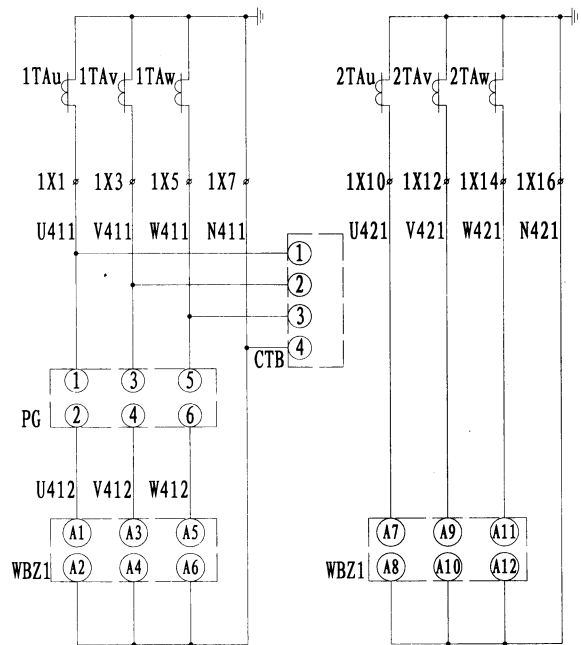 1TAu 1TAv 1TAw 2TAu 2TAv 2TAw
1X1 1X3 1X5 1X7 1X10 1X12 1X14 1X16
U411 V411 W411 N411 U421 V421 W421 N421
1
2
3
4
CTB
1 3 5
PG 2 4 6
U412 V412 W412
A1 A3 A5 A7 A9 A11
WBZ1 A2 A4 A6 WBZ1 A8 A10 A12